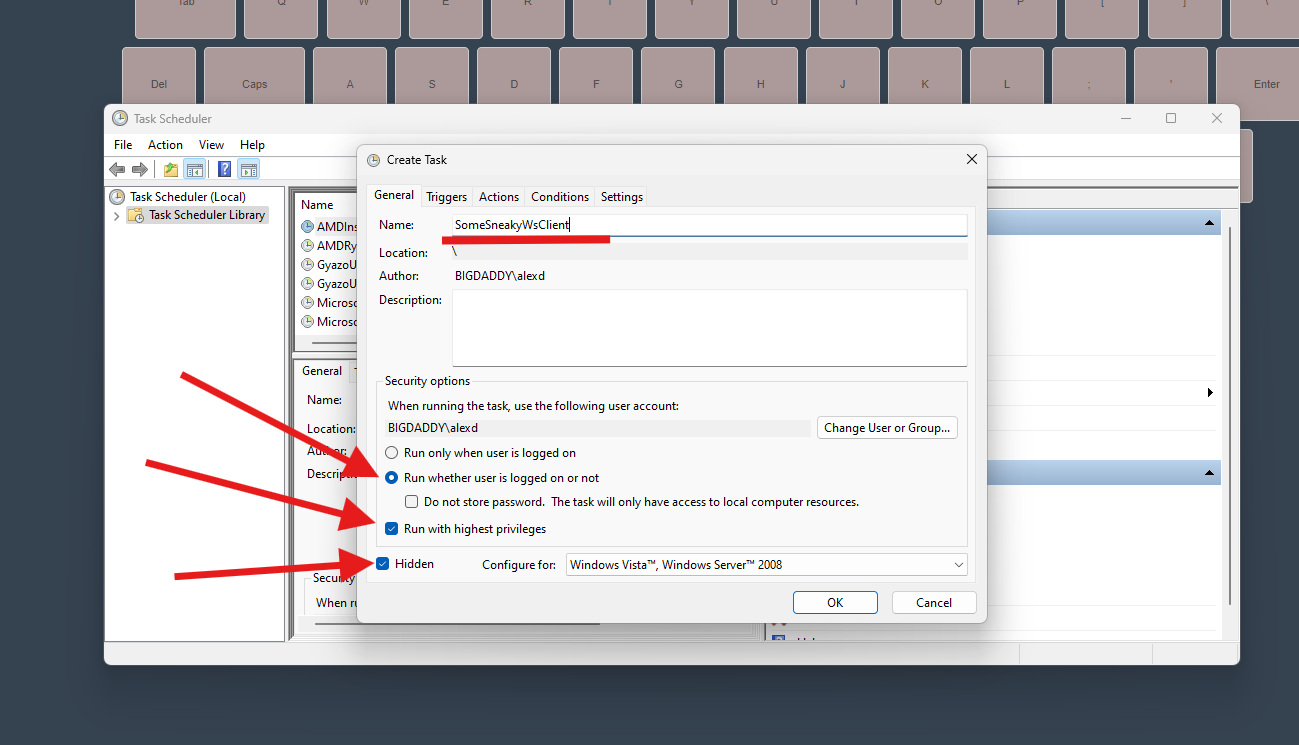 Tab Q W E R T Y U I O P [ ] \
Del Caps A S D F G H J K L ; ' Enter
Task Scheduler
File Action View Help
Task Scheduler (Local)
Task Scheduler Library
Name
AMDIns
AMDRy
GyazoU
GyazoU
Microso
Microso
General
Name:
Location:
Author:
Descripti
Security
When ru
Create Task
General Triggers Actions Conditions Settings
Name: SomeSneakyWsClient
Location: \
Author: BIGDADDY\alexd
Description:
Security options
When running the task, use the following user account:
BIGDADDY\alexd Change User or Group...
Run only when user is logged on
Run whether user is logged on or not
Do not store password. The task will only have access to local computer resources.
Run with highest privileges
Hidden Configure for: Windows Vista™, Windows Server™ 2008
OK Cancel